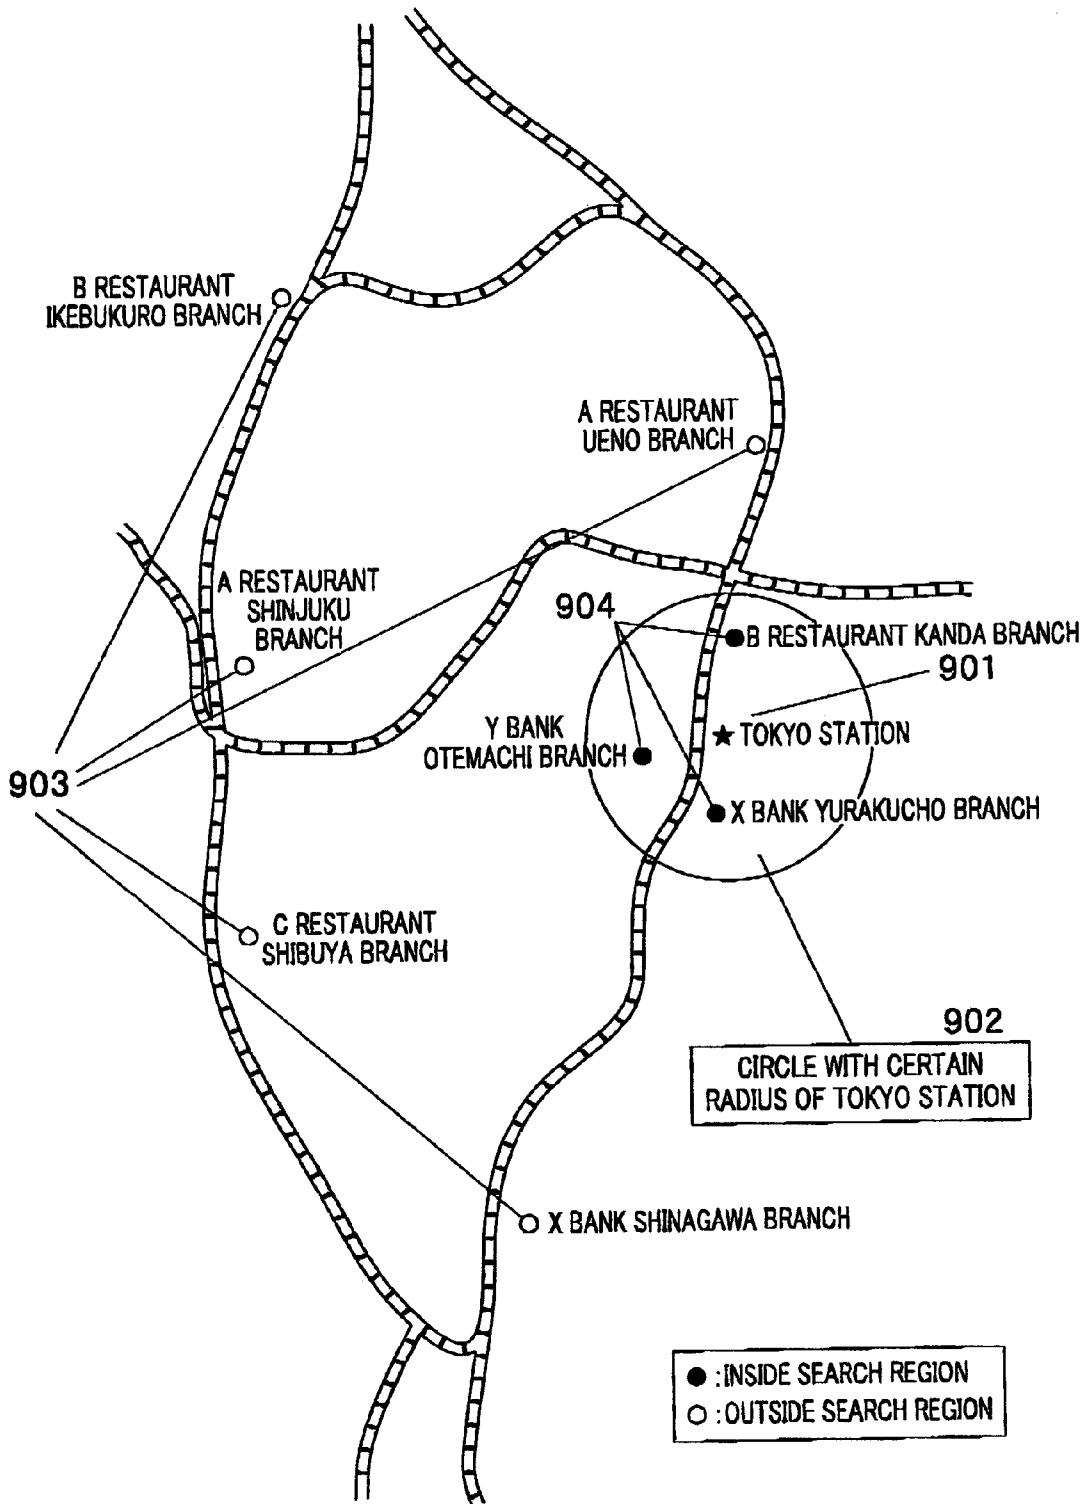 B RESTAURANT
IKEBUKURO BRANCH
A RESTAURANT
UENO BRANCH
A RESTAURANT
SHINJUKU
BRANCH
904
B RESTAURANT KANDA BRANCH
901
Y BANK
OTEMACHI BRANCH
★ TOKYO STATION
903
X BANK YURAKUCHO BRANCH
C RESTAURANT
SHIBUYA BRANCH
902
CIRCLE WITH CERTAIN
RADIUS OF TOKYO STATION
X BANK SHINAGAWA BRANCH
● :INSIDE SEARCH REGION
○ :OUTSIDE SEARCH REGION